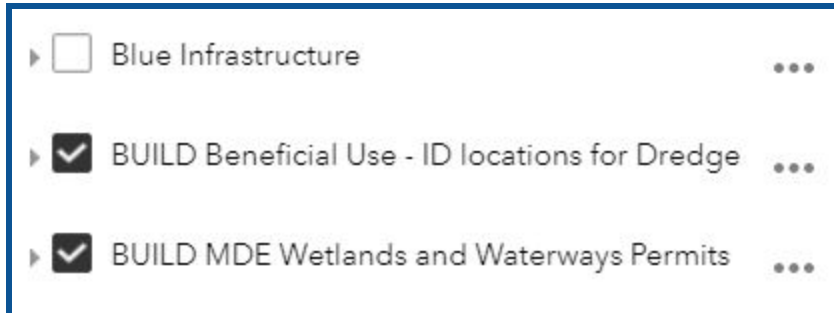 Blue Infrastructure
BUILD Beneficial Use - ID locations for Dredge
BUILD MDE Wetlands and Waterways Permits